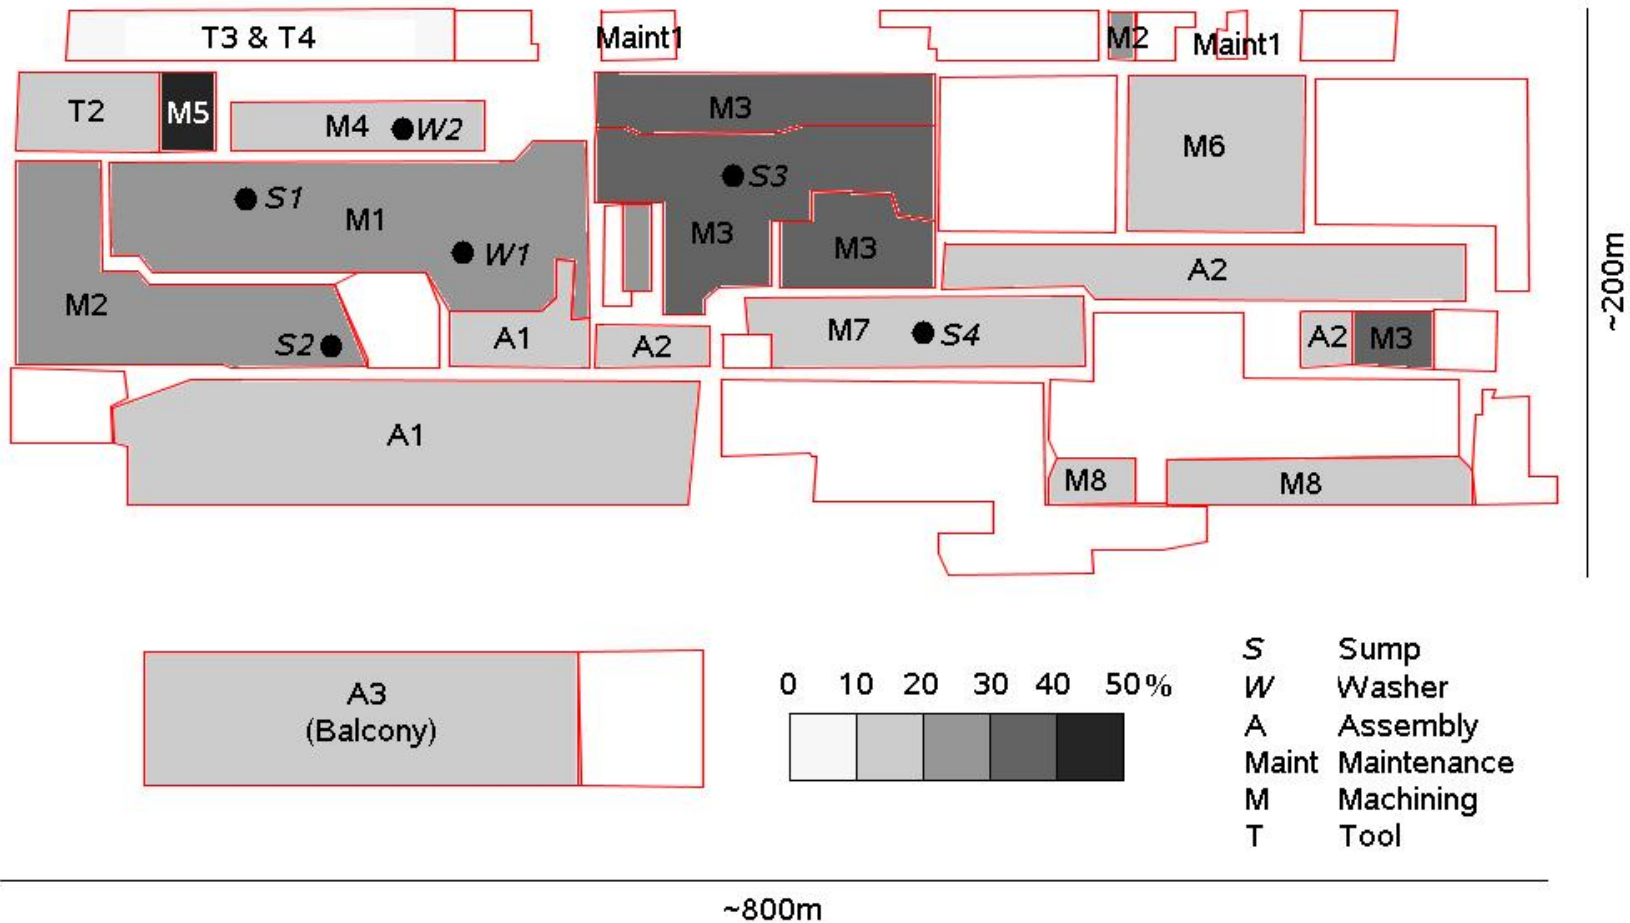 T3 & T4
Maint1
M2
Maint1
T2
M5
M4
W2
M3
M6
S1
M1
W1
S3
M3
M3
A2
M2
S2
A1
A2
M7
S4
A2
M3
~200m
A1
M8
M8
A3
(Balcony)
0 10 20 30 40 50%
S Sump
W Washer
A Assembly
Maint Maintenance
M Machining
T Tool
~800m